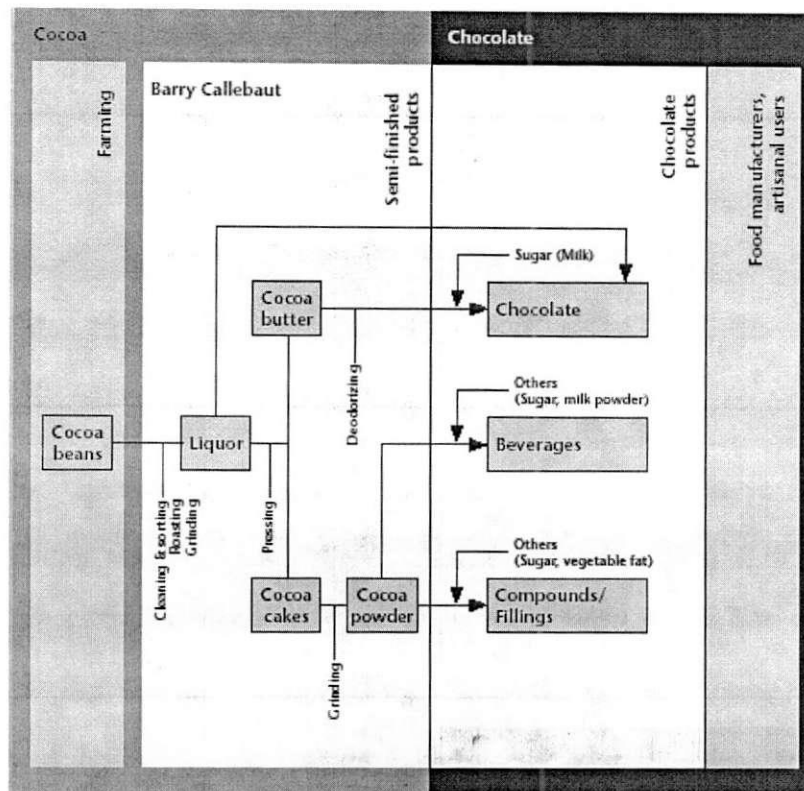 Cocoa
Chocolate
Farming
Barry Callebaut
Semi-finished
products
Chocolate
products
Food manufacturers,
artisanal users
Sugar (Milk)
Cocoa
butter
Chocolate
Deodorizing
Others
(Sugar, milk powder)
Cocoa
beans
Liquor
Beverages
Cleaning & sorting
Roasting
Grinding
Pressing
Others
(Sugar, vegetable fat)
Cocoa
cakes
Cocoa
powder
Compounds/
Fillings
Grinding